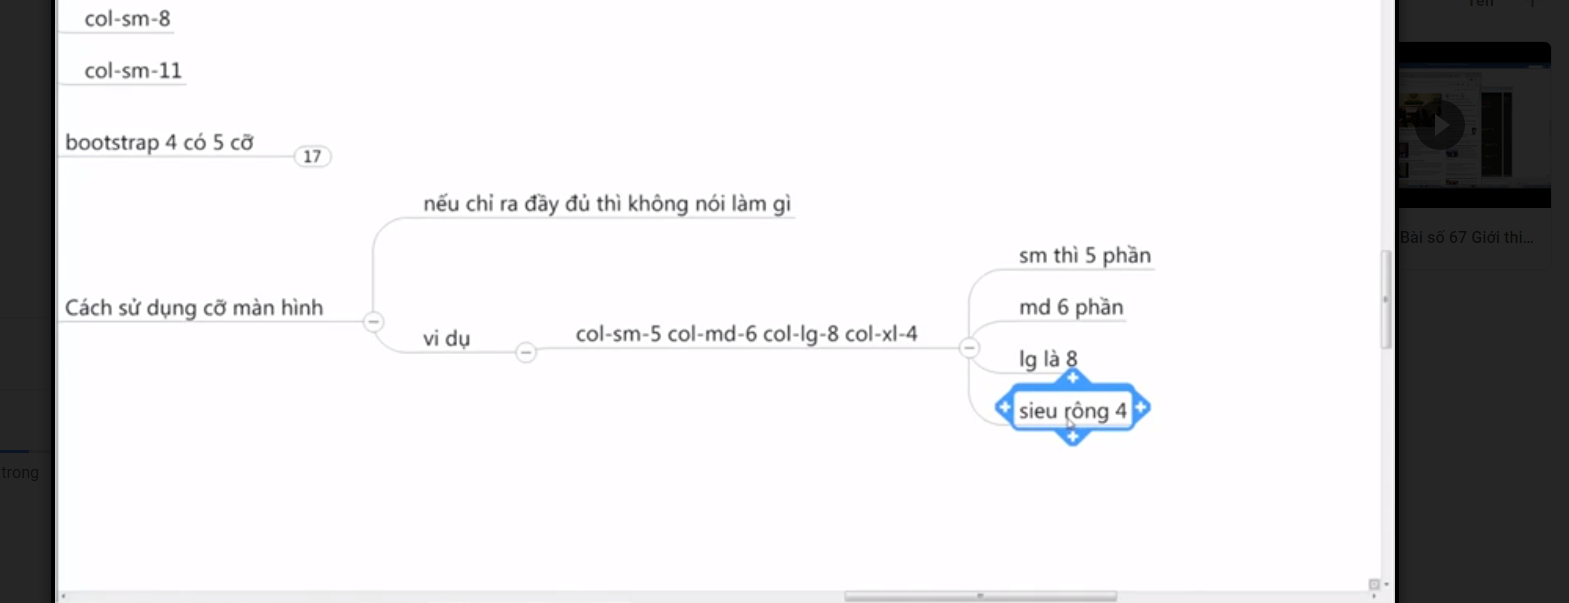 col-sm-8
col-sm-11
bootstrap 4 có 5 cỡ
17
nếu chỉ ra đầy đủ thì không nói làm gì
Cách sử dụng cỡ màn hình
vi dụ
col-sm-5 col-md-6 col-lg-8 col-xl-4
sm thì 5 phần
md 6 phần
lg là 8
sieu rông 4
Bài số 67 Giới thi...
trong